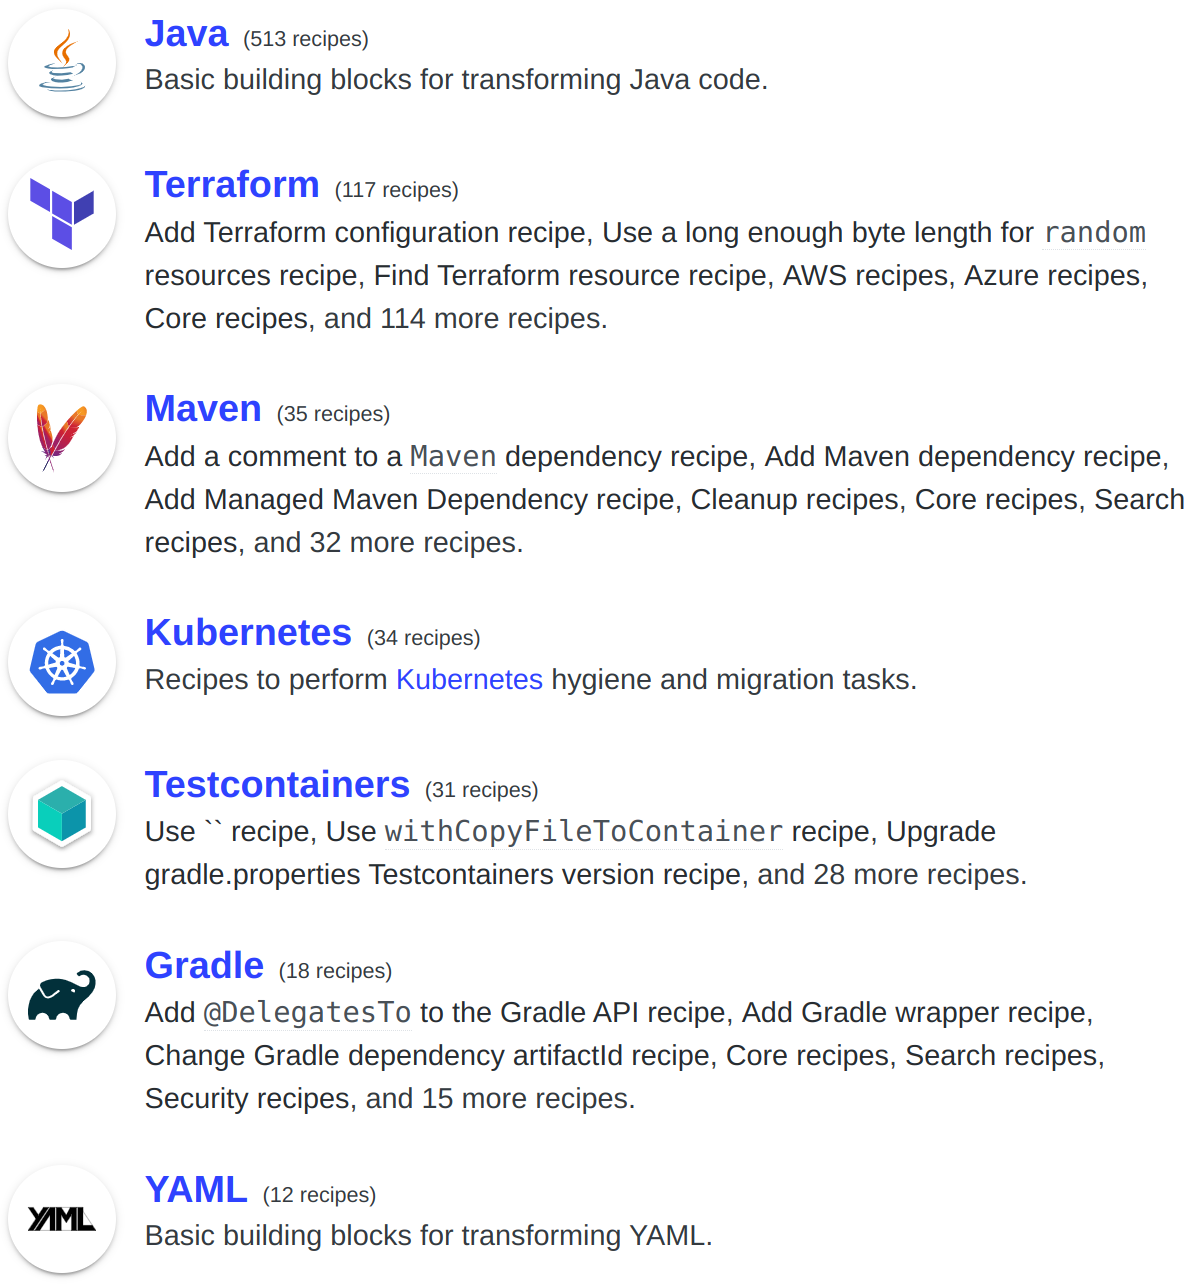 Java (513 recipes)
Basic building blocks for transforming Java code.
Terraform (117 recipes)
Add Terraform configuration recipe, Use a long enough byte length for random
resources recipe, Find Terraform resource recipe, AWS recipes, Azure recipes,
Core recipes, and 114 more recipes.
Maven (35 recipes)
Add a comment to a Maven dependency recipe, Add Maven dependency recipe,
Add Managed Maven Dependency recipe, Cleanup recipes, Core recipes, Search
recipes, and 32 more recipes.
Kubernetes (34 recipes)
Recipes to perform Kubernetes hygiene and migration tasks.
Testcontainers (31 recipes)
Use `` recipe, Use withCopyFileToContainer recipe, Upgrade
gradle.properties Testcontainers version recipe, and 28 more recipes.
Gradle (18 recipes)
Add @DelegatesTo to the Gradle API recipe, Add Gradle wrapper recipe,
Change Gradle dependency artifactId recipe, Core recipes, Search recipes,
Security recipes, and 15 more recipes.
YAML
YAML (12 recipes)
Basic building blocks for transforming YAML.